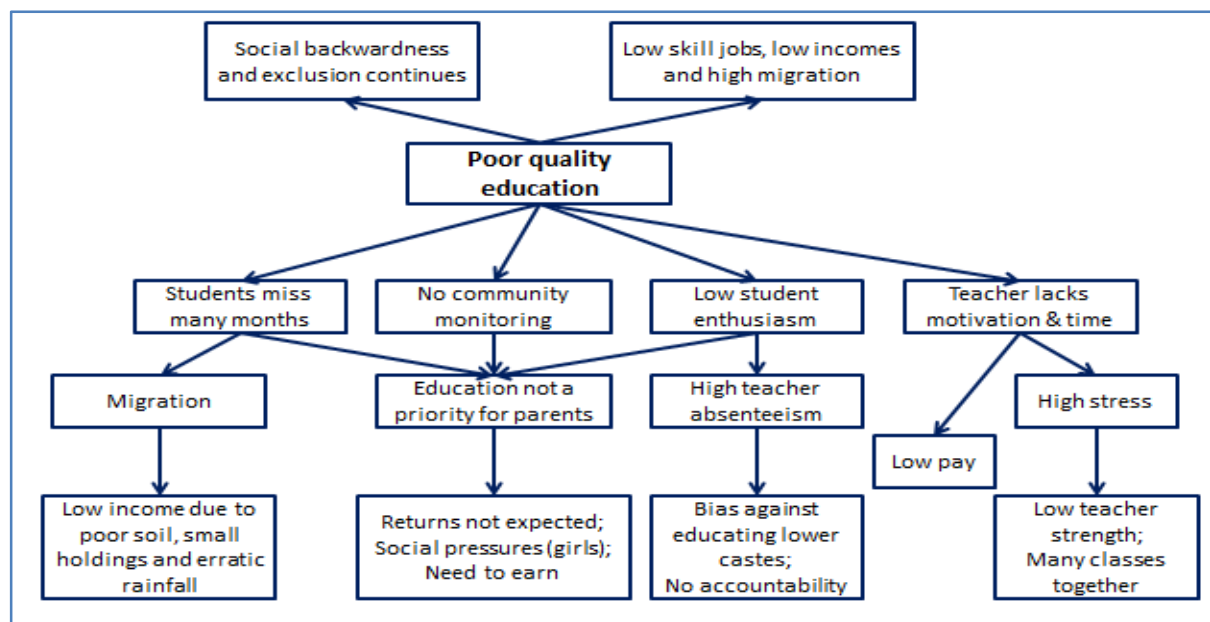 Social backwardness
and exclusion continues
Low skill jobs, low incomes
and high migration
Poor quality
education
Students miss
many months
No community
monitoring
Low student
enthusiasm
Teacher lacks
motivation & time
Migration
Education not a
priority for parents
High teacher
absenteeism
High stress
Low pay
Low income due to
poor soil, small
holdings and erratic
rainfall
Returns not expected;
Social pressures (girls);
Need to earn
Bias against
educating lower
castes;
No accountability
Low teacher
strength;
Many classes
together